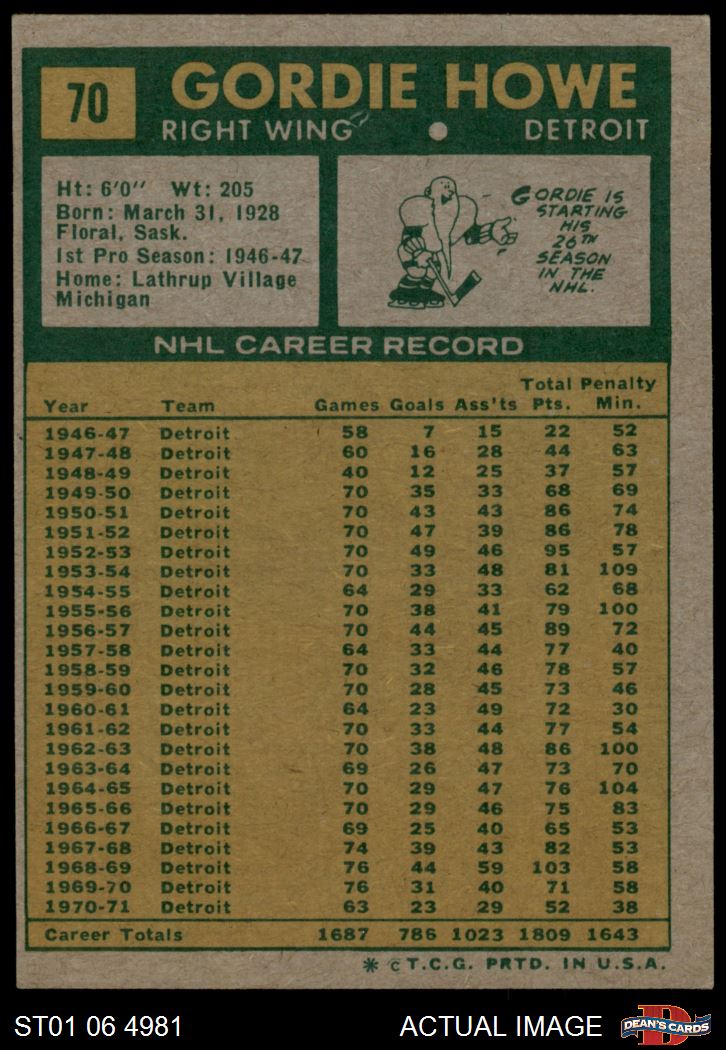 70
GORDIE HOWE
RIGHT WING • DETROIT
Ht: 6'0" Wt: 205
Born: March 31, 1928
Floral, Sask.
1st Pro Season: 1946-47
Home: Lathrup Village
Michigan
GORDIE IS
STARTING
HIS
26TH
SEASON
IN THE
NHL.
NHL CAREER RECORD
Total Penalty
Year Team Games Goals Ass'ts Pts. Min.
1946-47 Detroit 58 7 15 22 52
1947-48 Detroit 60 16 28 44 63
1948-49 Detroit 40 12 25 37 57
1949-50 Detroit 70 35 33 68 69
1950-51 Detroit 70 43 43 86 74
1951-52 Detroit 70 47 39 86 78
1952-53 Detroit 70 49 46 95 57
1953-54 Detroit 70 33 48 81 109
1954-55 Detroit 64 29 33 62 68
1955-56 Detroit 70 38 41 79 100
1956-57 Detroit 70 44 45 89 72
1957-58 Detroit 64 33 44 77 40
1958-59 Detroit 70 32 46 78 57
1959-60 Detroit 70 28 45 73 46
1960-61 Detroit 64 23 49 72 30
1961-62 Detroit 70 33 44 77 54
1962-63 Detroit 70 38 48 86 100
1963-64 Detroit 69 26 47 73 70
1964-65 Detroit 70 29 47 76 104
1965-66 Detroit 70 29 46 75 83
1966-67 Detroit 69 25 40 65 53
1967-68 Detroit 74 39 43 82 53
1968-69 Detroit 76 44 59 103 58
1969-70 Detroit 76 31 40 71 58
1970-71 Detroit 63 23 29 52 38
Career Totals 1687 786 1023 1809 1643
* © T.C.G. PRTD. IN U.S.A.
ST01 06 4981 ACTUAL IMAGE
D
DEAN'S CARDS